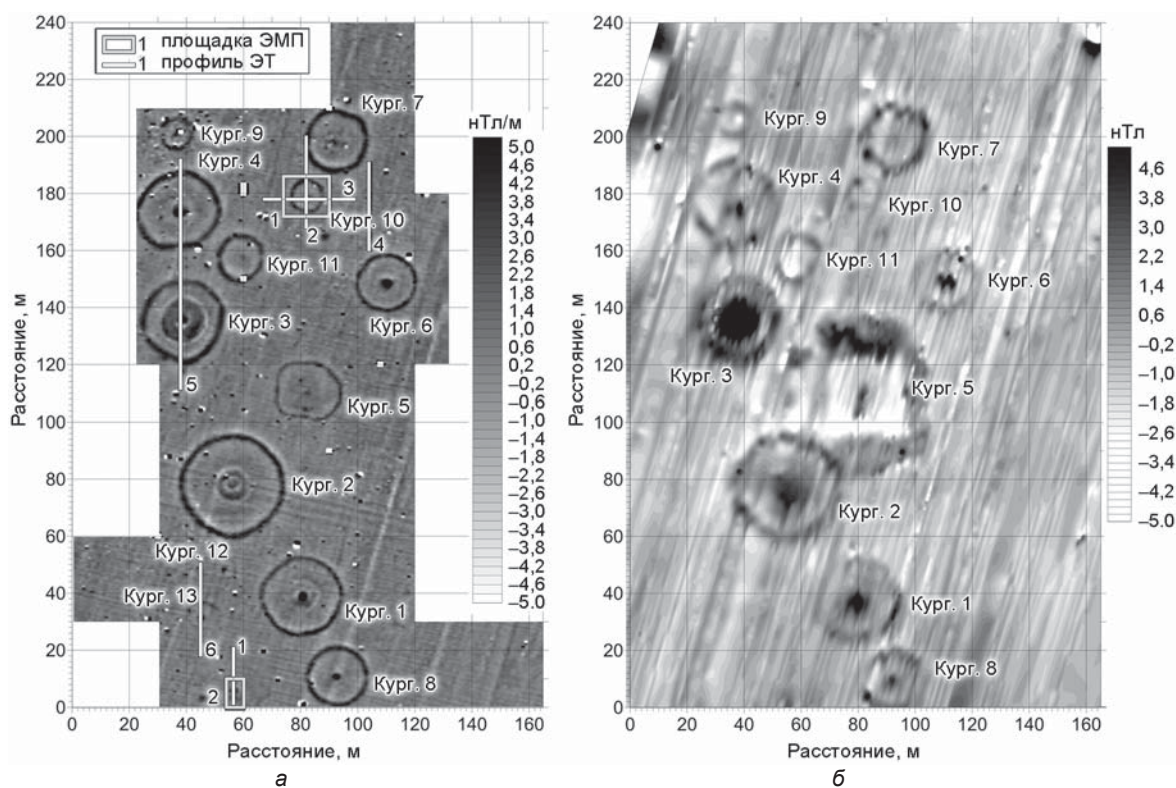 240
220
200
180
160
140
120
100
80
60
40
20
0
Расстояние, м
1 площадка ЭМП
1 профиль ЭТ
Кург. 7
Кург. 9
Кург. 4
3
1
Кург. 10
2
4
Кург. 11
Кург. 6
Кург. 3
5
Кург. 5
Кург. 2
Кург. 12
Кург. 13
Кург. 1
6
1
2
Кург. 8
0 20 40 60 80 100 120 140 160
Расстояние, м
а
нТл/м
5,0
4,6
4,2
3,8
3,4
3,0
2,6
2,2
1,8
1,4
1,0
0,6
0,2
–0,2
–0,6
–1,0
–1,4
–1,8
–2,2
–2,6
–3,0
–3,4
–3,8
–4,2
–4,6
–5.0
240
220
200
180
160
140
120
100
80
60
40
20
0
Расстояние, м
Кург. 9
Кург. 7
Кург. 4
Кург. 10
Кург. 11
Кург. 6
Кург. 3
Кург. 5
Кург. 2
Кург. 1
Кург. 8
0 20 40 60 80 100 120 140 160
Расстояние, м
б
нТл
4,6
3,8
3,0
2,2
1,4
0,6
–0,2
–1,0
–1,8
–2,6
–3,4
–4,2
–5.0